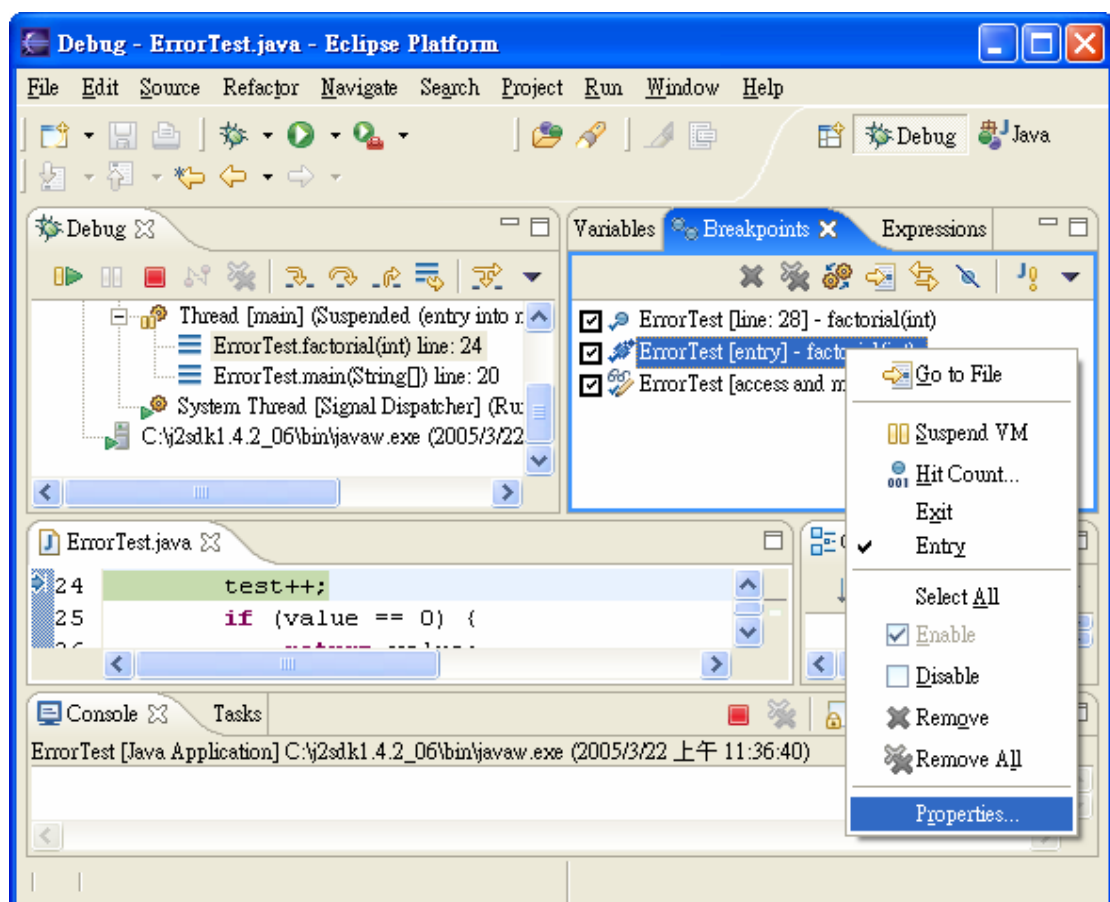 Debug - ErrorTest.java - Eclipse Platform
File Edit Source Refactor Navigate Search Project Run Window Help
Debug Java
Debug
Thread [main] (Suspended (entry into
ErrorTest.factorial(int) line: 24
ErrorTest.main(String[]) line: 20
System Thread [Signal Dispatcher]
C:\j2sdk1.4.2_06\bin\javaw.exe (2005/3/22
Variables Breakpoints Expressions
ErrorTest [line: 28] - factorial(int)
ErrorTest [entry] -
ErrorTest [access and
Go to File
Suspend VM
001 Hit Count...
Exit
Entry
Select All
Enable
Disable
Remove
Remove All
Properties...
ErrorTest.java
24 test++;
25 if (value == 0) {
Console Tasks
ErrorTest [Java Application] C:\j2sdk1.4.2_06\bin\javaw.exe (2005/3/22 上午 11:36:40)